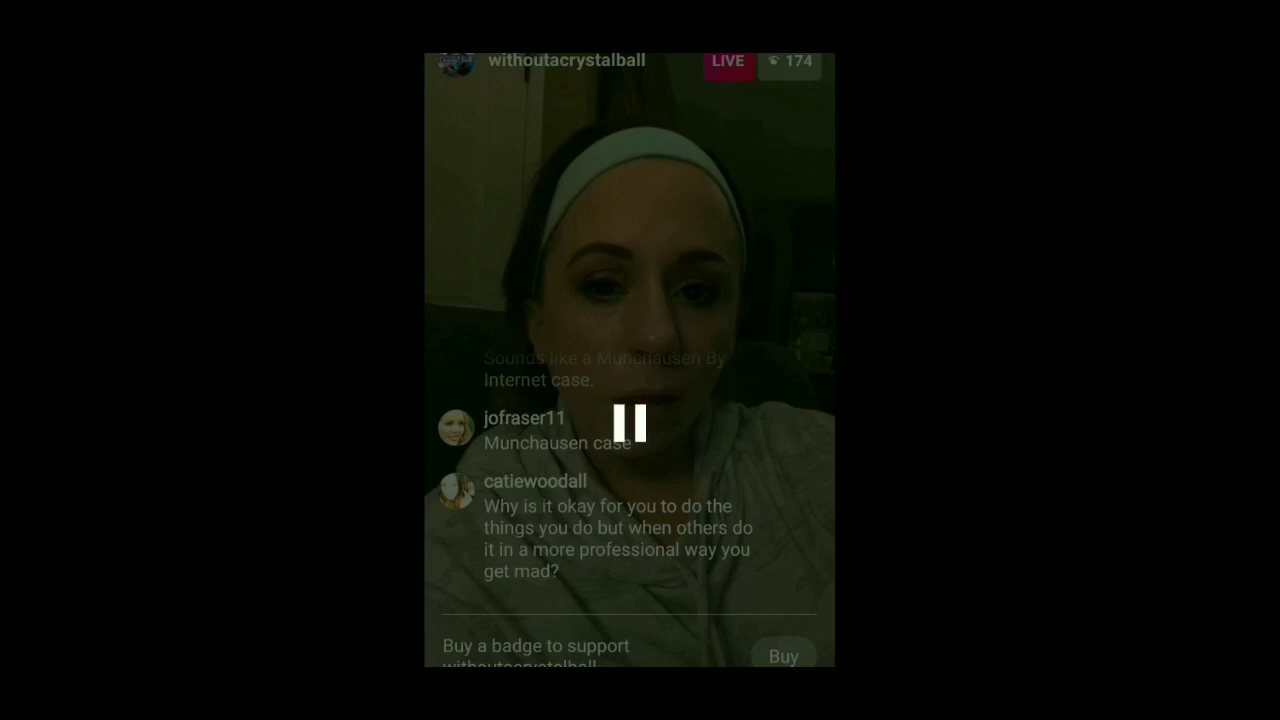 withoutacrystalball
LIVE
174
Sounds like a Munchausen By
Internet case.
jofraser11
Munchausen case
catiewoodall
Why is it okay for you to do the
things you do but when others do
it in a more professional way you
get mad?
Buy a badge to support
withoutacrystalball
Buy